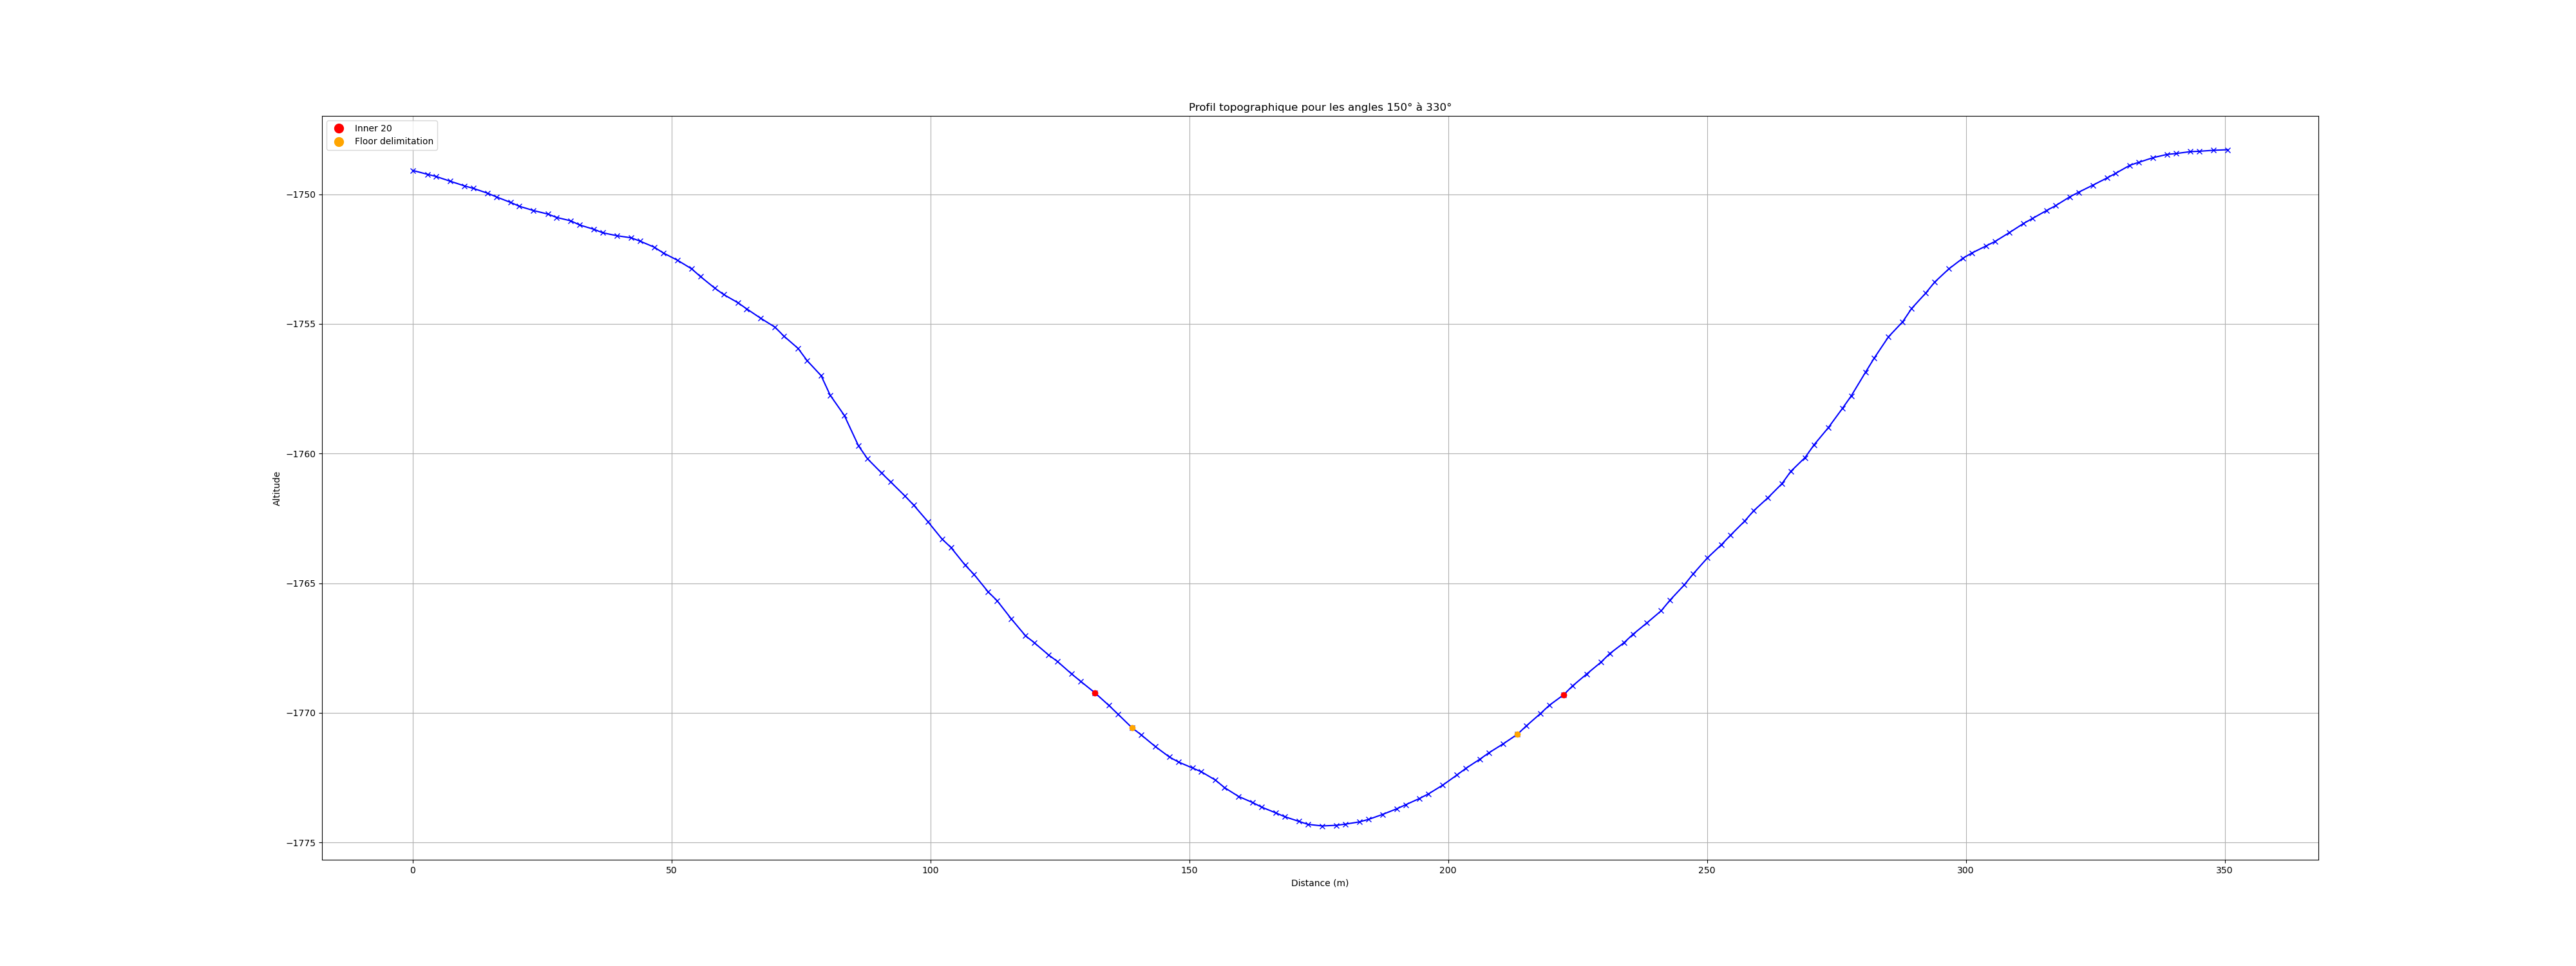 Profil topographique pour les angles 150° à 330°
Inner 20
Floor delimitation
Altitude
−1750
−1755
−1760
−1765
−1770
−1775
0 50 100 150 200 250 300 350
Distance (m)